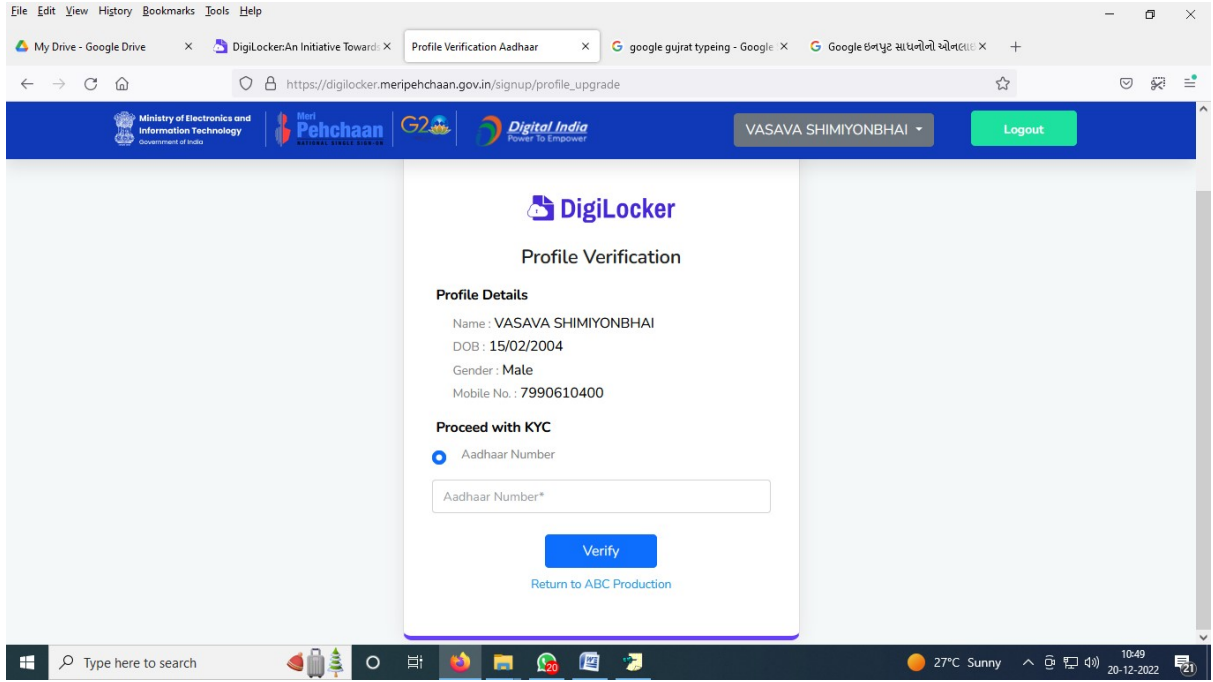 File Edit View History Bookmarks Tools Help
My Drive - Google Drive
DigiLocker:An Initiative Towards
Profile Verification Aadhaar
google gujrat typeing - Google
Google ઇનપુટ સાધનોનો ઓનલાઇ
https://digilocker.meripehchaan.gov.in/signup/profile_upgrade
Ministry of Electronics and
Information Technology
Government of India
Meri
Pehchaan
NATIONAL SINGLE SIGN-ON
G2
Digital India
Power To Empower
VASAVA SHIMIYONBHAI
Logout
DigiLocker
Profile Verification
Profile Details
Name : VASAVA SHIMIYONBHAI
DOB : 15/02/2004
Gender : Male
Mobile No. : 7990610400
Proceed with KYC
Aadhaar Number
Aadhaar Number*
Verify
Return to ABC Production
Type here to search
20
27°C Sunny
10:49
20-12-2022
21